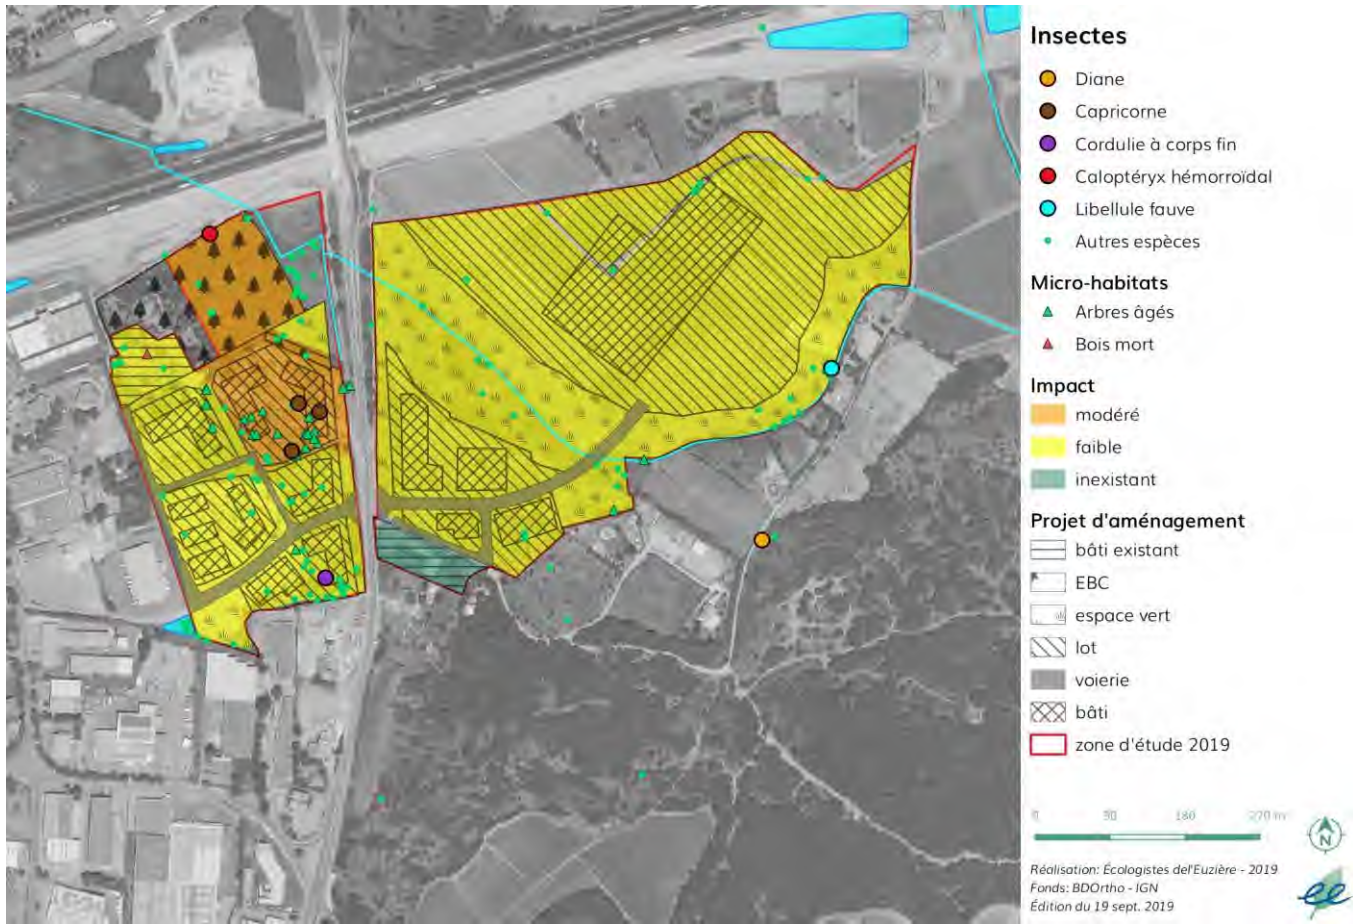 Insectes
Diane
Capricorne
Cordulie à corps fin
Caloptéryx hémorroïdal
Libellule fauve
Autres espèces
Micro-habitats
Arbres âgés
Bois mort
Impact
modéré
faible
inexistant
Projet d'aménagement
bâti existant
EBC
espace vert
lot
voierie
bâti
zone d'étude 2019
0 90 180 270 m
N
Réalisation: Écologistes del'Euzière - 2019
Fonds: BDOrtho - IGN
Édition du 19 sept. 2019
ee